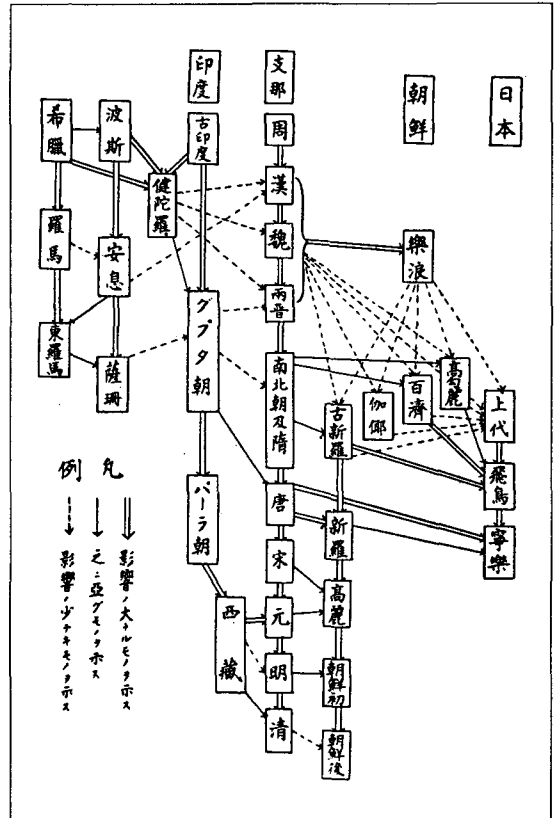 印度
支那
朝鮮
日本
希臘
波斯
古印度
周
健陀羅
漢
羅馬
安息
魏
樂浪
グプタ朝
兩晋
東羅馬
薩珊
南北朝及隋
古新羅
伽倻
百濟
高勾麗
上代
飛鳥
パーラ朝
唐
新羅
寧樂
宋
西藏
元
高麗
明
朝鮮初
清
朝鮮後
凡例
影響ノ大ナルモノヲ示ス
之ニ亞グモノヲ示ス
影響ノ少ナキモノヲ示ス